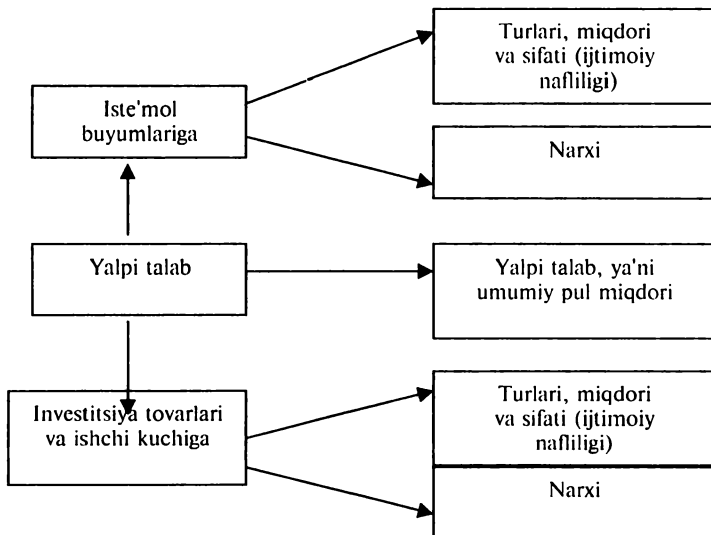 Turlari, miqdori
va sifati (ijtimoiy
nafliligi)
Iste'mol
buyumlariga
Narxi
Yalpi talab
Yalpi talab, ya'ni
umumiy pul miqdori
Investitsiya tovarlari
va ishchi kuchiga
Turlari, miqdori
va sifati (ijtimoiy
nafliligi)
Narxi